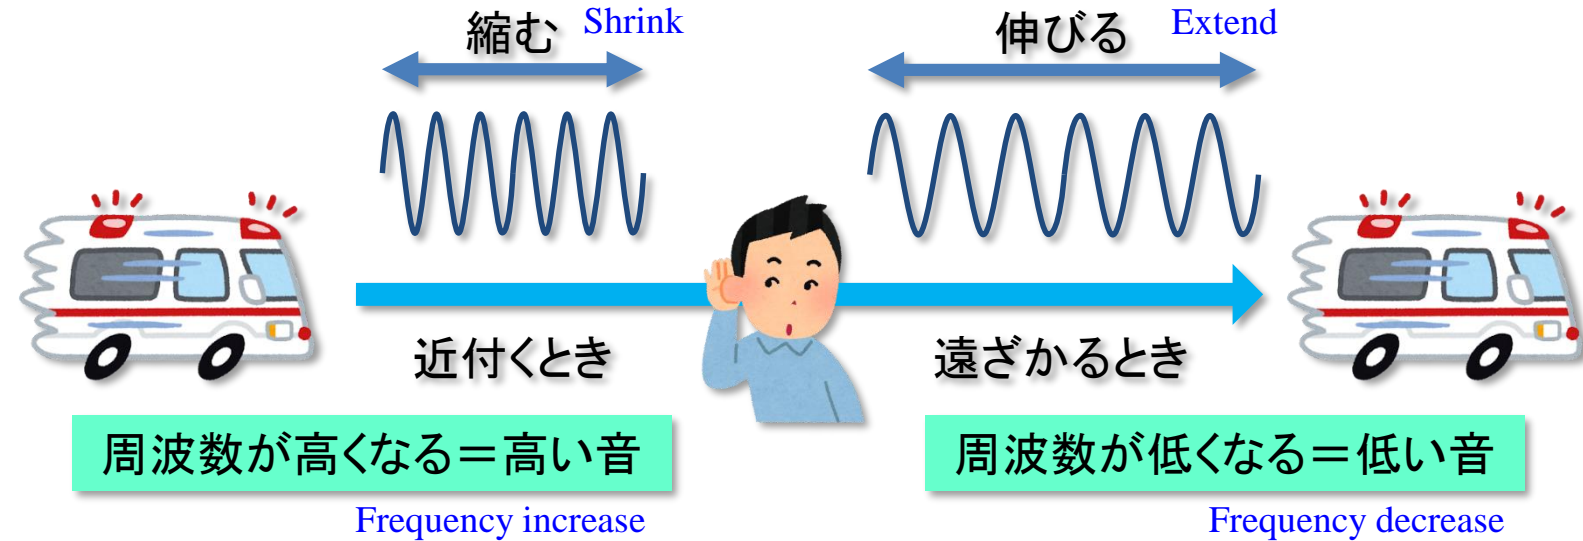 縮む Shrink
伸びる Extend
近付くとき
遠ざかるとき
周波数が高くなる＝高い音
周波数が低くなる＝低い音
Frequency increase
Frequency decrease